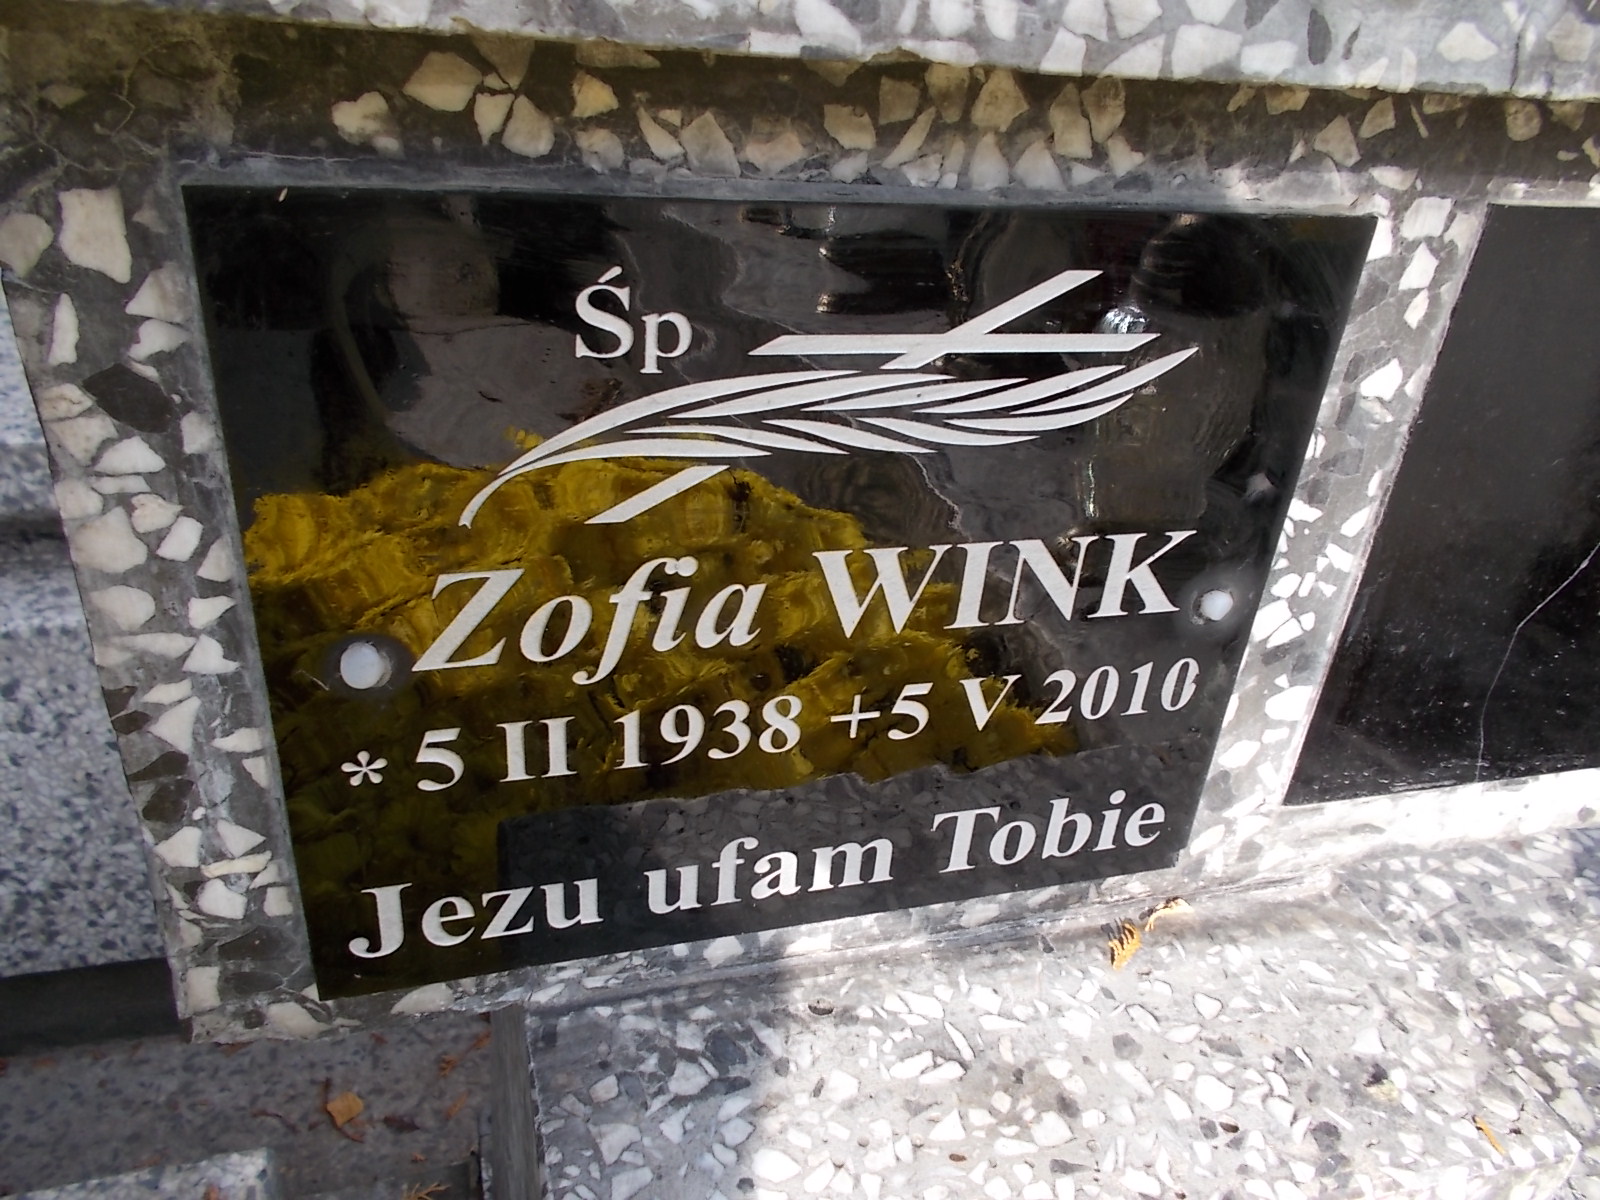 Śp
Zofia WINK
* 5 II 1938 +5 V 2010
Jezu ufam Tobie